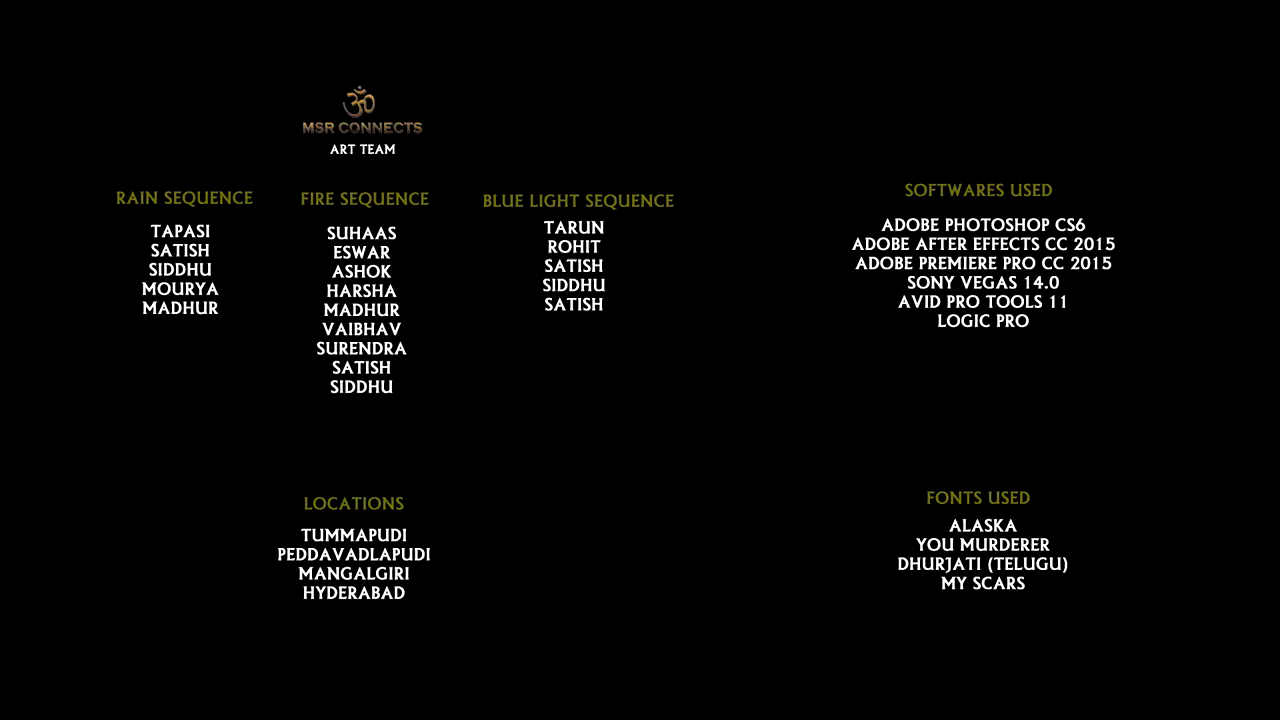 ॐ
MSR CONNECTS
ART TEAM
RAIN SEQUENCE
TAPASI
SATISH
SIDDHU
MOURYA
MADHUR
FIRE SEQUENCE
SUHAAS
ESWAR
ASHOK
HARSHA
MADHUR
VAIBHAV
SURENDRA
SATISH
SIDDHU
BLUE LIGHT SEQUENCE
TARUN
ROHIT
SATISH
SIDDHU
SATISH
SOFTWARES USED
ADOBE PHOTOSHOP CS6
ADOBE AFTER EFFECTS CC 2015
ADOBE PREMIERE PRO CC 2015
SONY VEGAS 14.0
AVID PRO TOOLS 11
LOGIC PRO
LOCATIONS
TUMMAPUDI
PEDDAVADLAPUDI
MANGALGIRI
HYDERABAD
FONTS USED
ALASKA
YOU MURDERER
DHURJATI (TELUGU)
MY SCARS